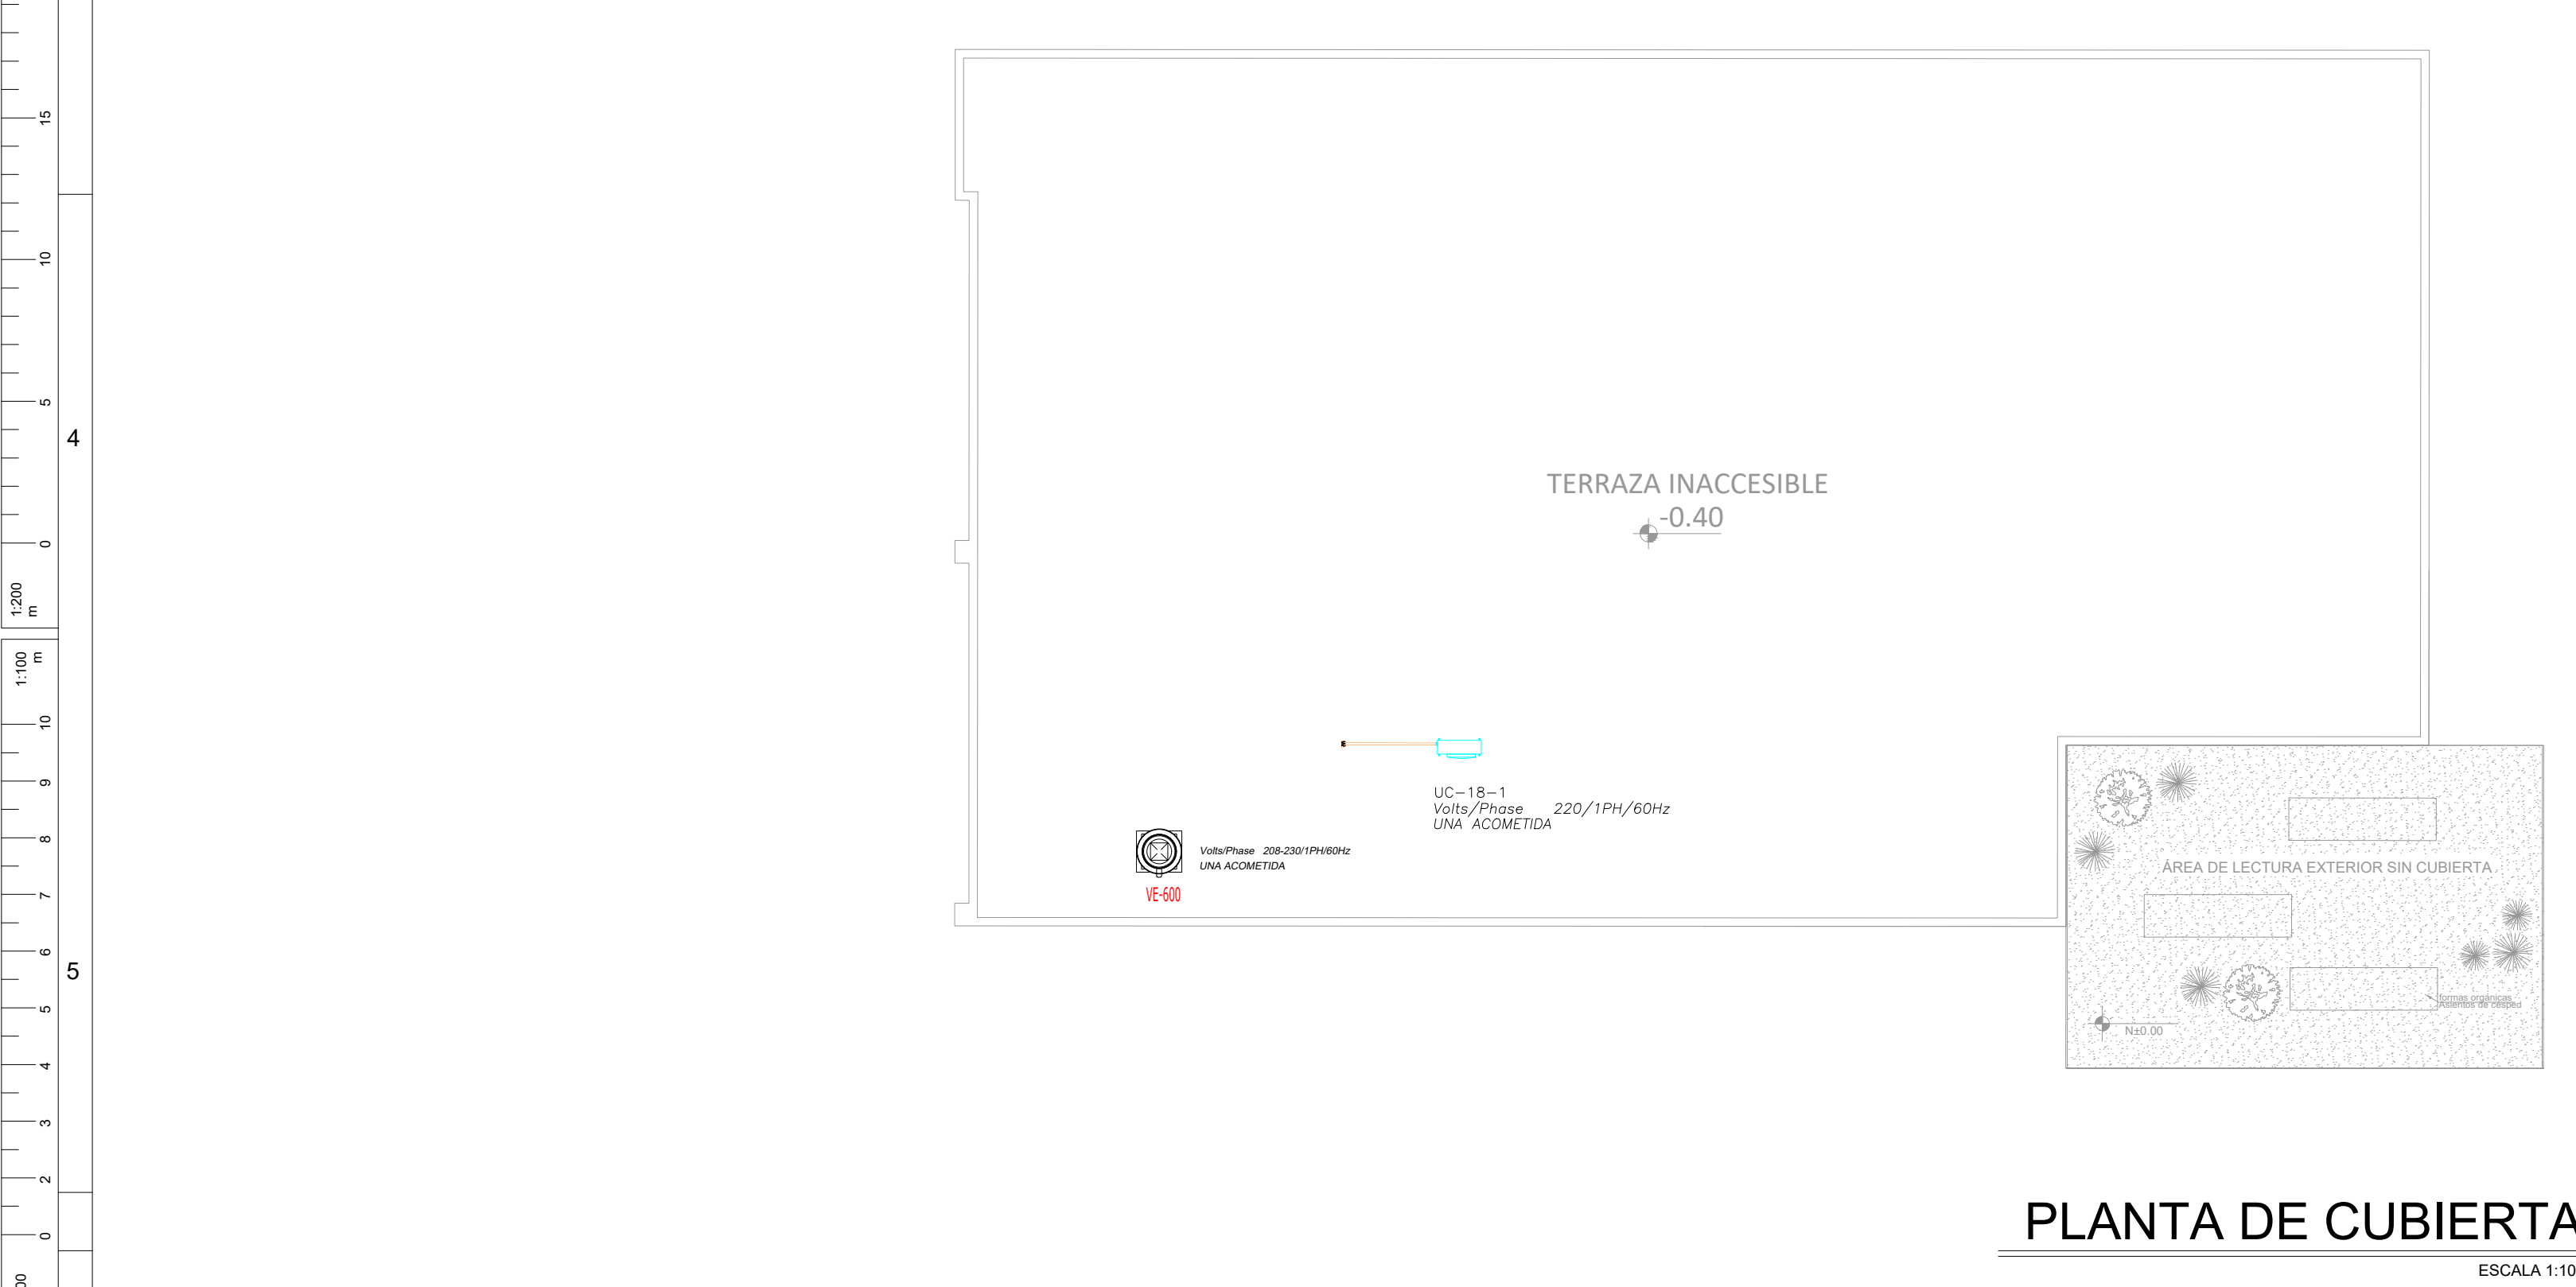 15
10
5
0
1:200
m
1:100
m
10
9
8
7
6
5
4
3
2
1
0
4
5
TERRAZA INACCESIBLE
-0.40
UC-18-1
Volts/Phase 220/1PH/60Hz
UNA ACOMETIDA
Volts/Phase 208-230/1PH/60Hz
UNA ACOMETIDA
VE-600
ÁREA DE LECTURA EXTERIOR SIN CUBIERTA
formas orgánicas
Asientos de césped
N±0.00
PLANTA DE CUBIERTA
ESCALA 1:10